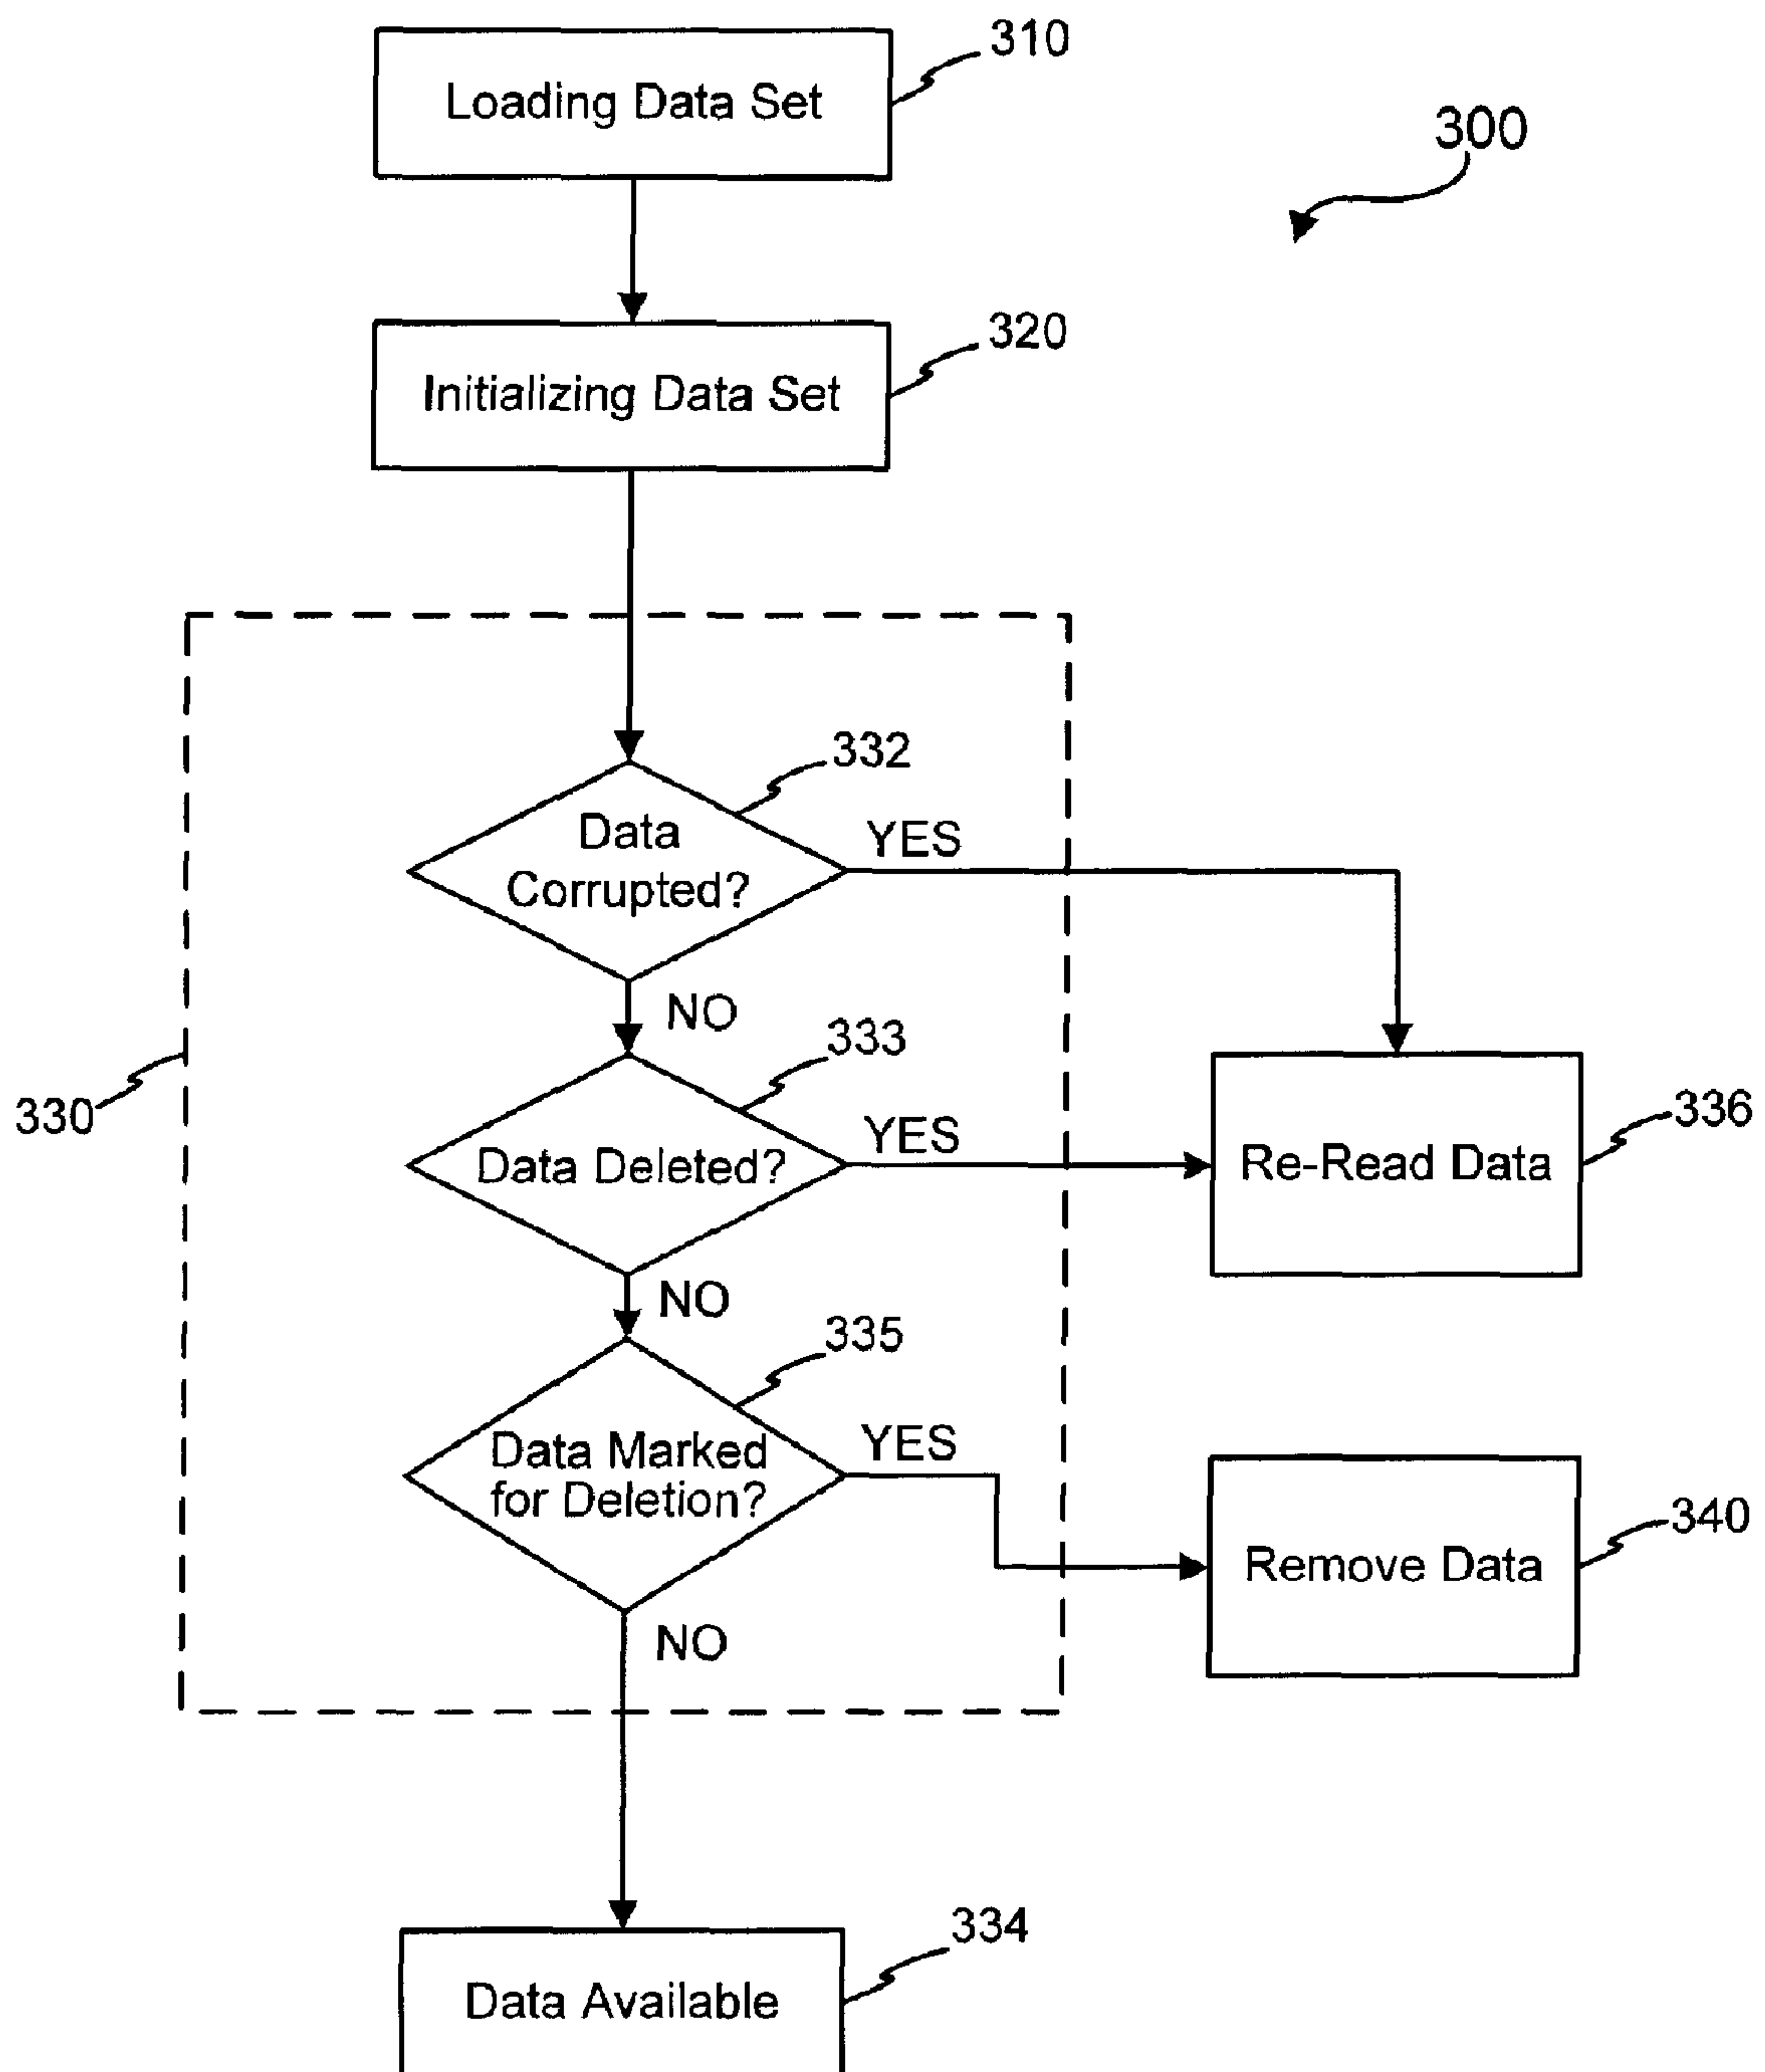 310
Loading Data Set
300
320
Initializing Data Set
332
Data
Corrupted?
YES
NO
333
330
Data Deleted?
YES
Re-Read Data
336
NO
335
Data Marked
for Deletion?
YES
Remove Data
340
NO
334
Data Available